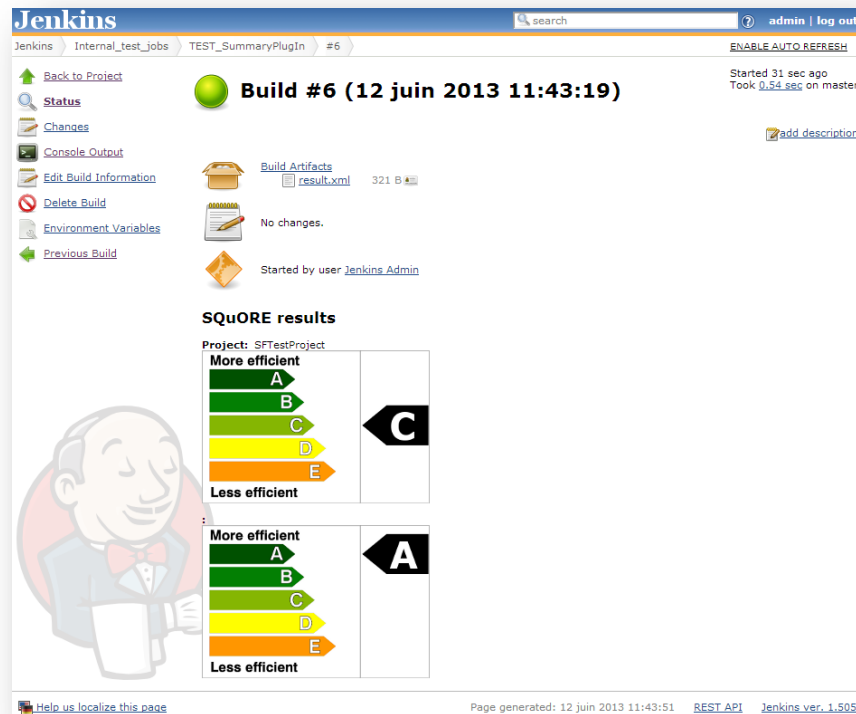 Jenkins
search
admin | log out
Jenkins Internal_test_jobs TEST_SummaryPlugIn #6
ENABLE AUTO REFRESH
Back to Project
Status
Changes
Console Output
Edit Build Information
Delete Build
Environment Variables
Previous Build
Build #6 (12 juin 2013 11:43:19)
Started 31 sec ago
Took 0.54 sec on master
add description
Build Artifacts
result.xml 321 B
No changes.
Started by user Jenkins Admin
SQuORE results
Project: SFTestProject
More efficient
A
B
C
D
E
Less efficient
C
:
More efficient
A
B
C
D
E
Less efficient
A
Help us localize this page
Page generated: 12 juin 2013 11:43:51 REST API Jenkins ver. 1.505